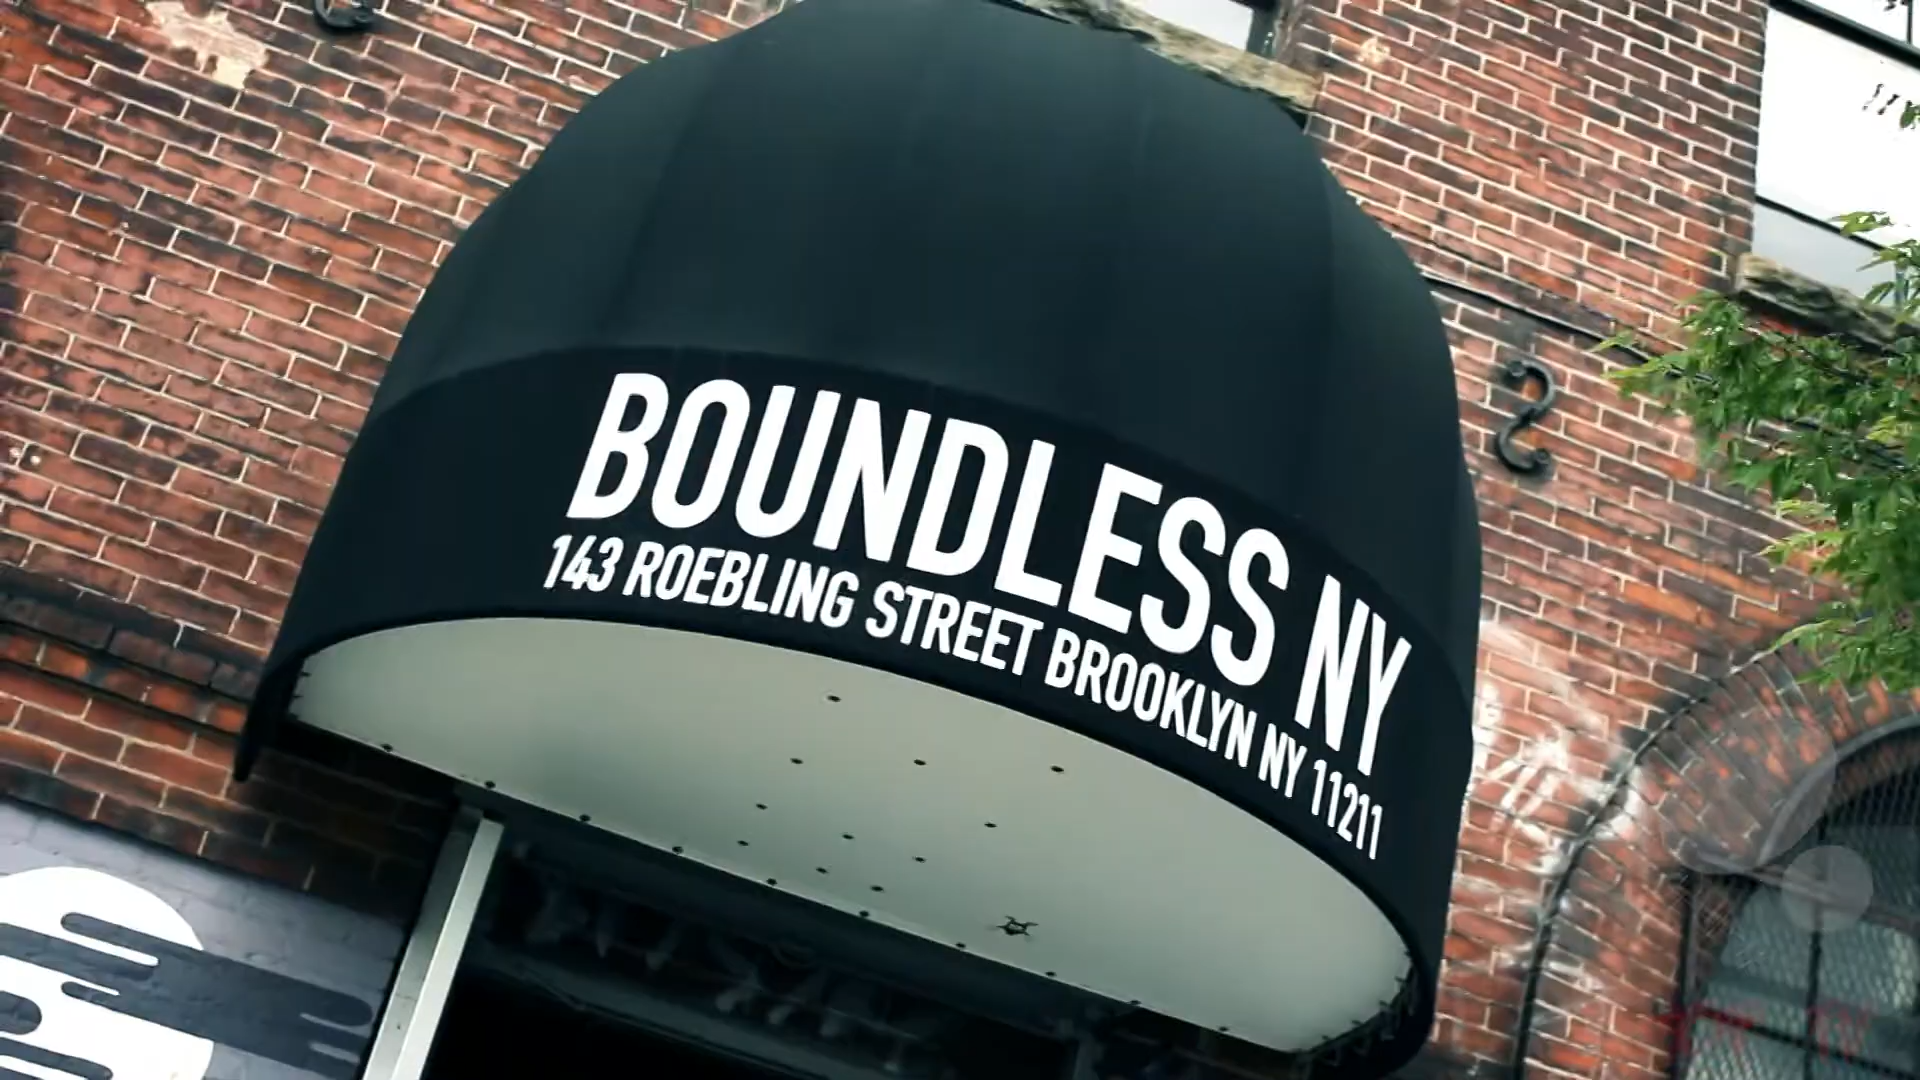 BOUNDLESS NY
143 ROEBLING STREET BROOKLYN NY 11211